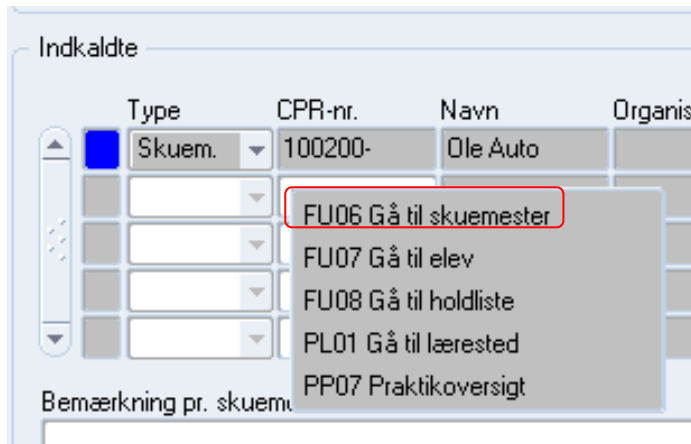 Indkaldte
Type CPR-nr. Navn Organis
Skuem. 100200- Ole Auto
FU06 Gå til skuemester
FU07 Gå til elev
FU08 Gå til holdliste
PL01 Gå til lærested
PP07 Praktikoversigt
Bemærkning pr. skuem